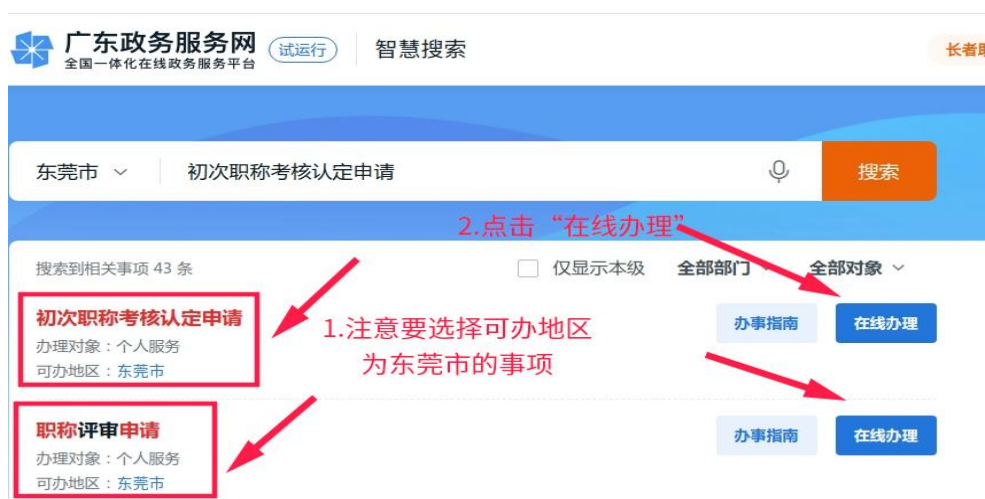 广东政务服务网
全国一体化在线政务服务平台
试运行
智慧搜索
长者
东莞市
初次职称考核认定申请
搜索
2.点击“在线办理”
搜索到相关事项 43 条
仅显示本级
全部部门
全部对象
初次职称考核认定申请
办理对象：个人服务
可办地区：东莞市
1.注意要选择可办地区
为东莞市的事项
办事指南
在线办理
职称评审申请
办理对象：个人服务
可办地区：东莞市
办事指南
在线办理